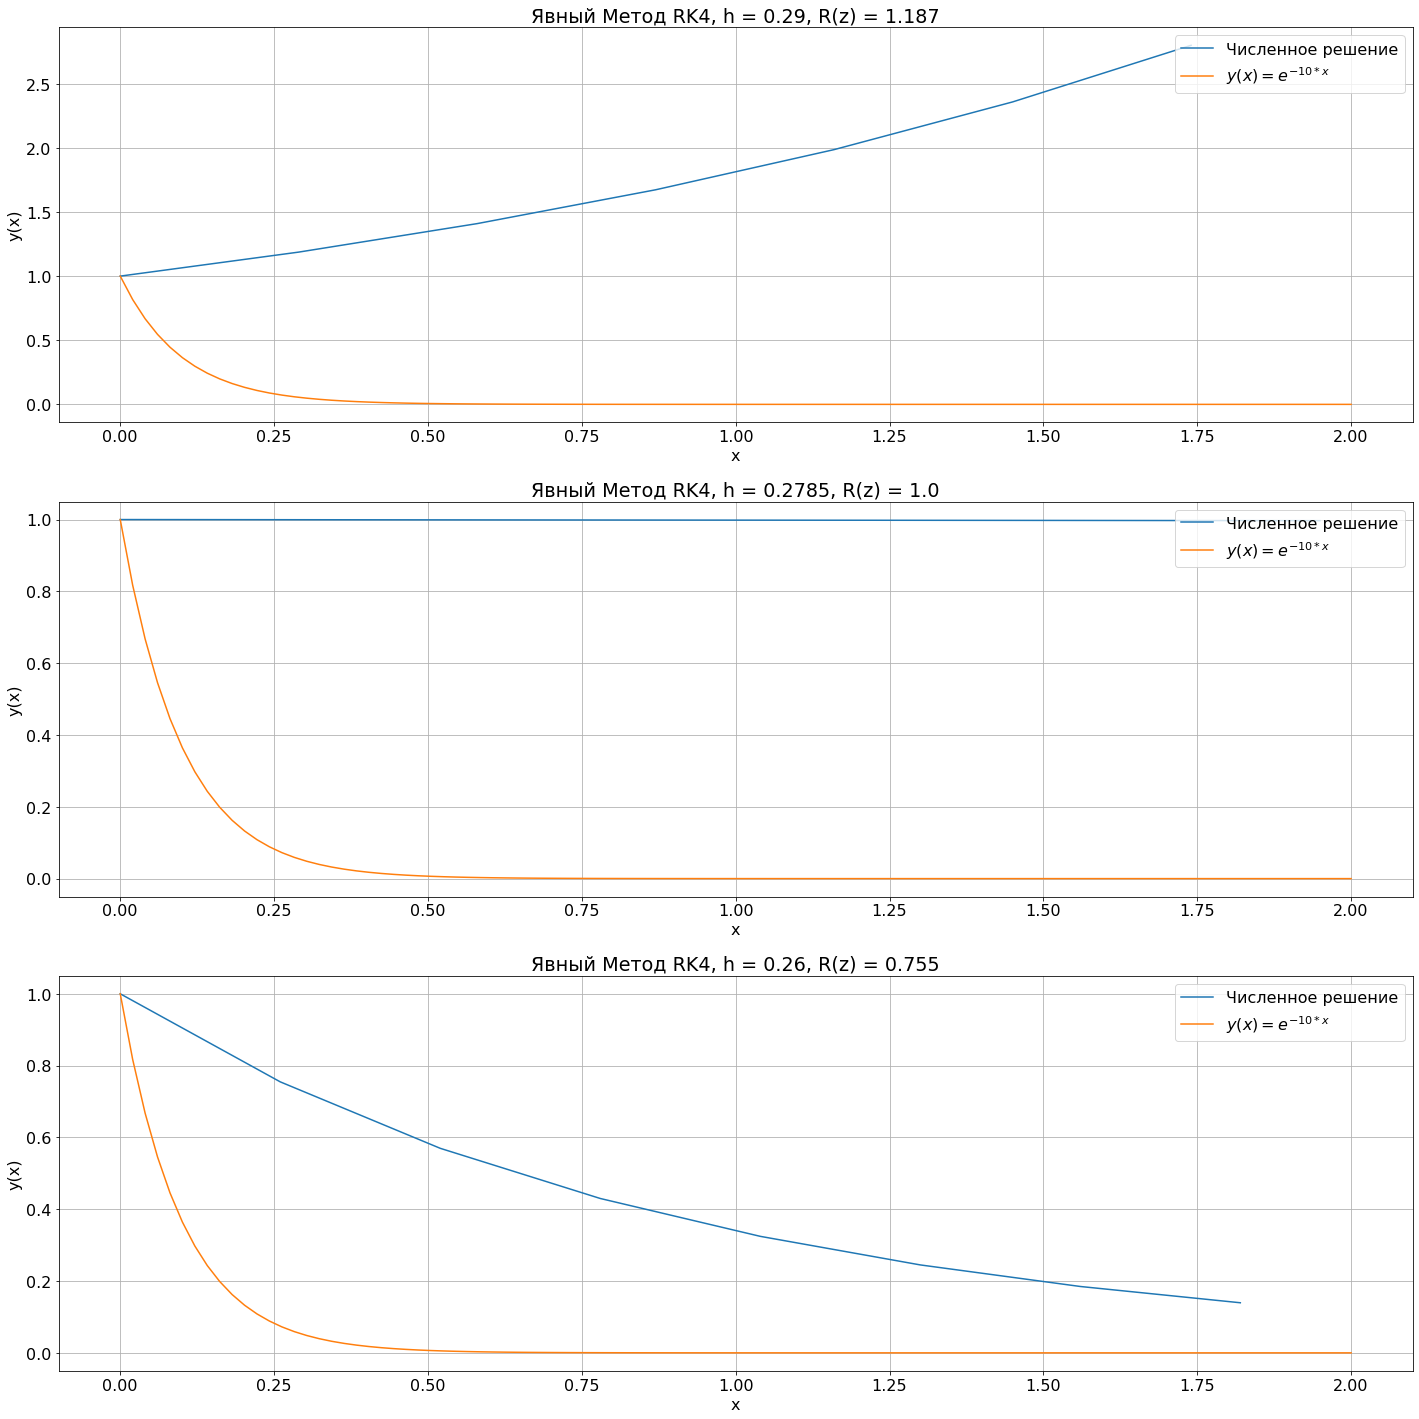 Явный Метод RK4, h = 0.29, R(z) = 1.187
Численное решение
y(x) = e^{-10*x}
2.5
2.0
1.5
1.0
0.5
0.0
y(x)
0.00 0.25 0.50 0.75 1.00 1.25 1.50 1.75 2.00
x
Явный Метод RK4, h = 0.2785, R(z) = 1.0
Численное решение
y(x) = e^{-10*x}
1.0
0.8
0.6
0.4
0.2
0.0
y(x)
0.00 0.25 0.50 0.75 1.00 1.25 1.50 1.75 2.00
x
Явный Метод RK4, h = 0.26, R(z) = 0.755
Численное решение
y(x) = e^{-10*x}
1.0
0.8
0.6
0.4
0.2
0.0
y(x)
0.00 0.25 0.50 0.75 1.00 1.25 1.50 1.75 2.00
x